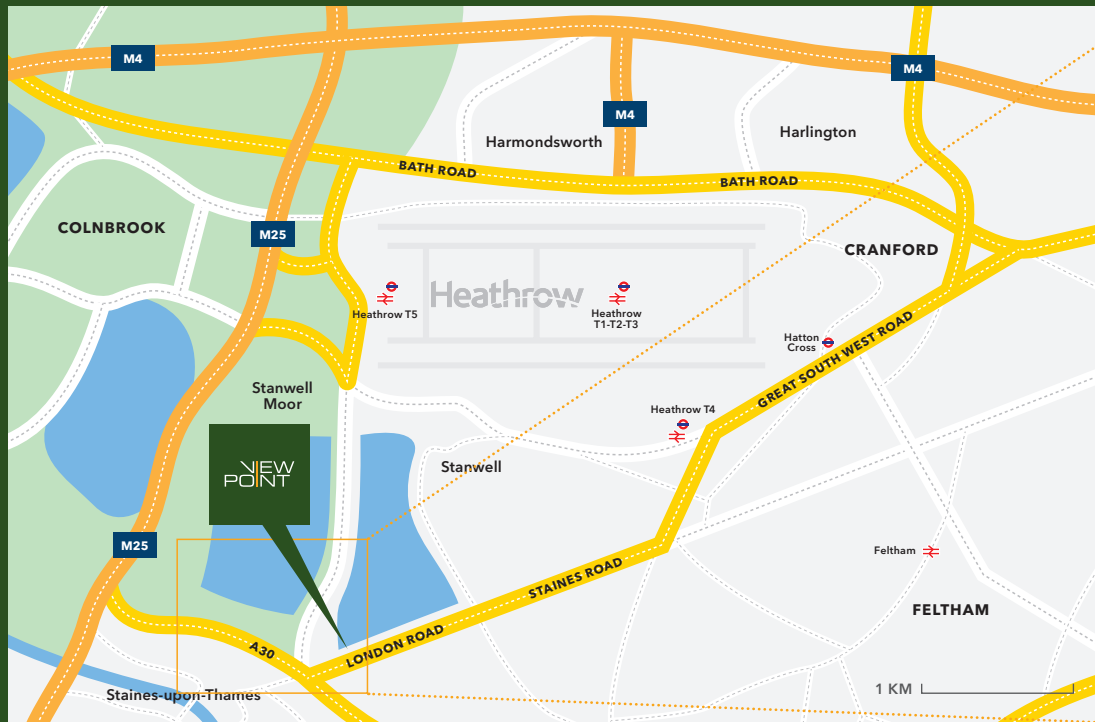 M4
M4
M4
Harlington
Harmondsworth
BATH ROAD
BATH ROAD
COLNBROOK
M25
CRANFORD
Heathrow
Heathrow T5
Heathrow
T1-T2-T3
Hatton
Cross
GREAT SOUTH WEST ROAD
Stanwell
Moor
Heathrow T4
Stanwell
VIEW
POINT
M25
Feltham
STAINES ROAD
FELTHAM
LONDON ROAD
A30
Staines-upon-Thames
1 KM